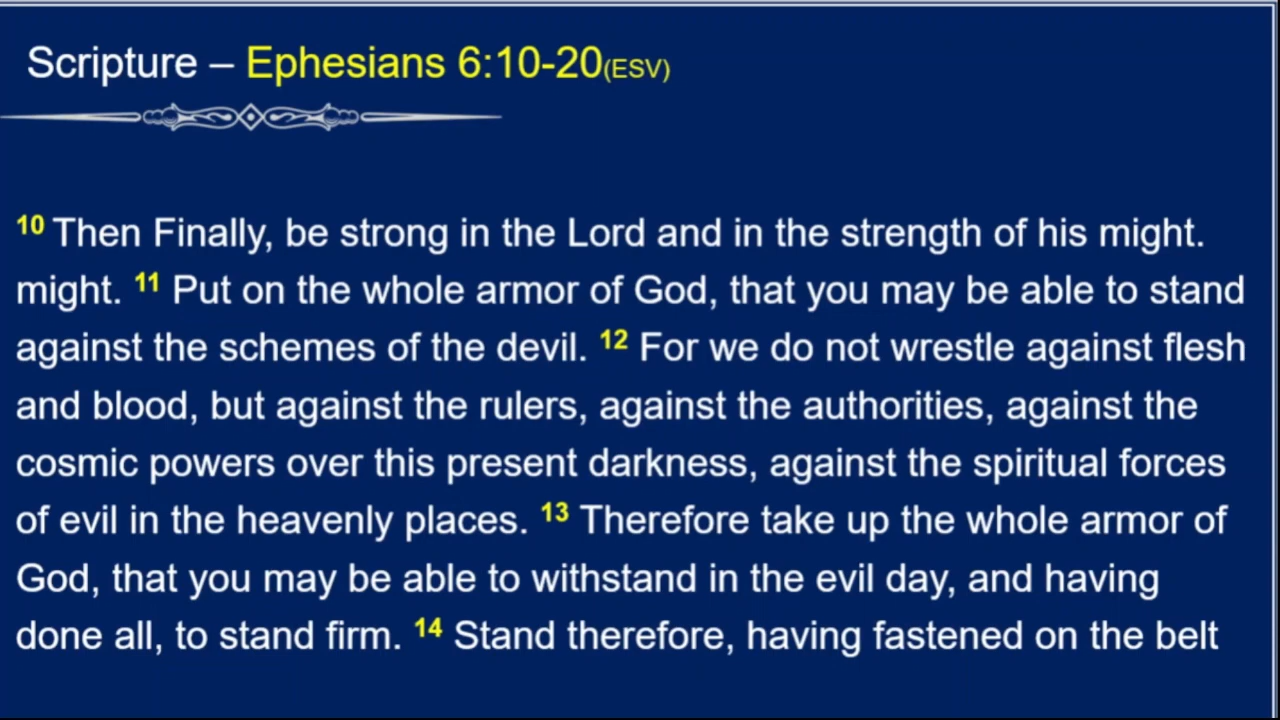 Scripture – Ephesians 6:10-20(ESV)
10 Then Finally, be strong in the Lord and in the strength of his might.
might. 11 Put on the whole armor of God, that you may be able to stand
against the schemes of the devil. 12 For we do not wrestle against flesh
and blood, but against the rulers, against the authorities, against the
cosmic powers over this present darkness, against the spiritual forces
of evil in the heavenly places. 13 Therefore take up the whole armor of
God, that you may be able to withstand in the evil day, and having
done all, to stand firm. 14 Stand therefore, having fastened on the belt